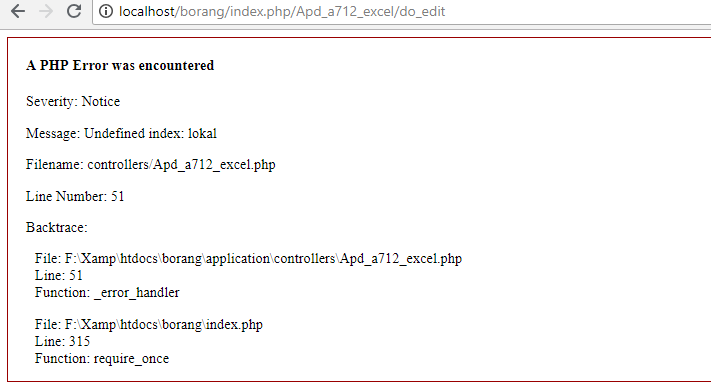 localhost/borang/index.php/Apd_a712_excel/do_edit
A PHP Error was encountered
Severity: Notice
Message: Undefined index: lokal
Filename: controllers/Apd_a712_excel.php
Line Number: 51
Backtrace:
File: F:\Xamp\htdocs\borang\application\controllers\Apd_a712_excel.php
Line: 51
Function: _error_handler
File: F:\Xamp\htdocs\borang\index.php
Line: 315
Function: require_once